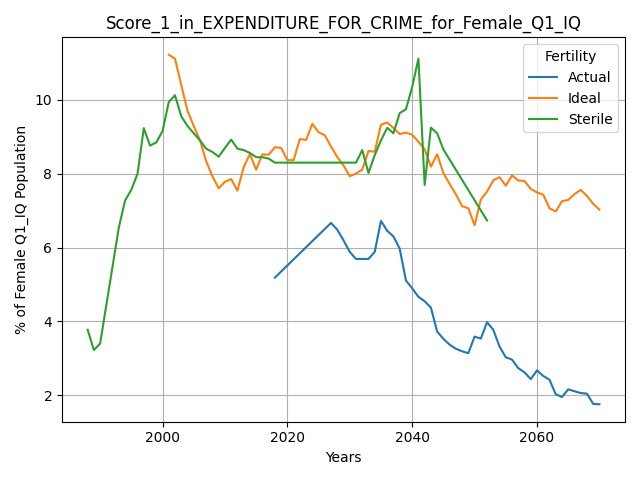 Score_1_in_EXPENDITURE_FOR_CRIME_for_Female_Q1_IQ
Fertility
Actual
Ideal
Sterile
% of Female Q1_IQ Population
10
8
6
4
2
2000
2020
2040
2060
Years